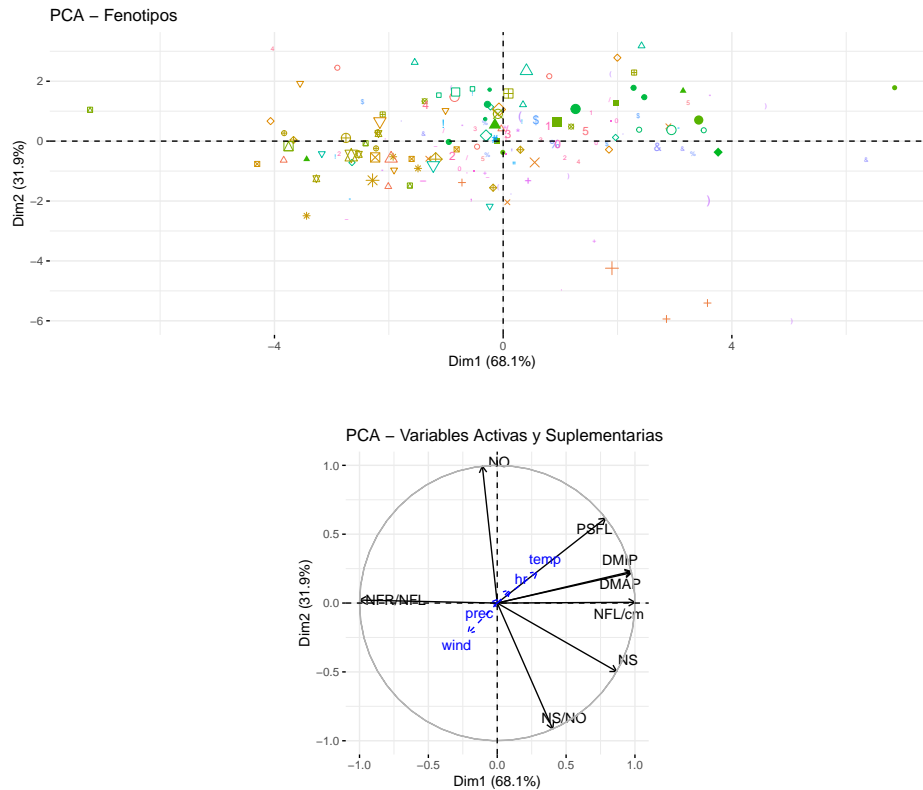 PCA – Fenotipos
2
0
−2
−4
−6
Dim2 (31.9%)
−4
0
4
Dim1 (68.1%)
PCA – Variables Activas y Suplementarias
1.0
0.5
0.0
−0.5
−1.0
Dim2 (31.9%)
NO
PSFL
temp
DMIP
hr
DMAP
NFR/NFL
prec
NFL/cm
wind
NS
NS/NO
−1.0
−0.5
0.0
0.5
1.0
Dim1 (68.1%)